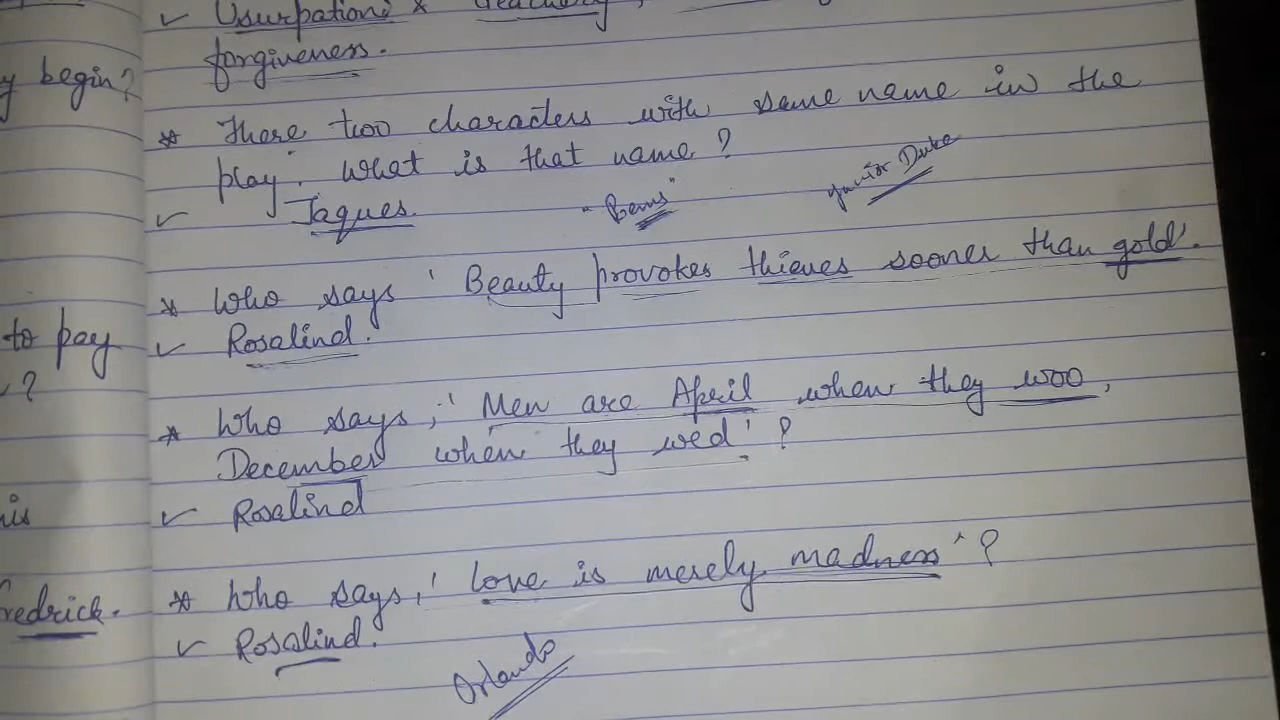 ✓ Usurpation & treachery,
forgiveness.
y begin?
* There two characters with same name in the
play. What is that name?
✓ Jaques.
"Berns"
Junior Duke
* Who says 'Beauty provokes thieves sooner than gold'.
to pay
✓ Rosalind.
?
* Who says, 'Men are April when they woo,
December when they wed'?
is
✓ Rosalind
* Who says, 'love is merely madness'?
redrick.
✓ Rosalind.
Orlando